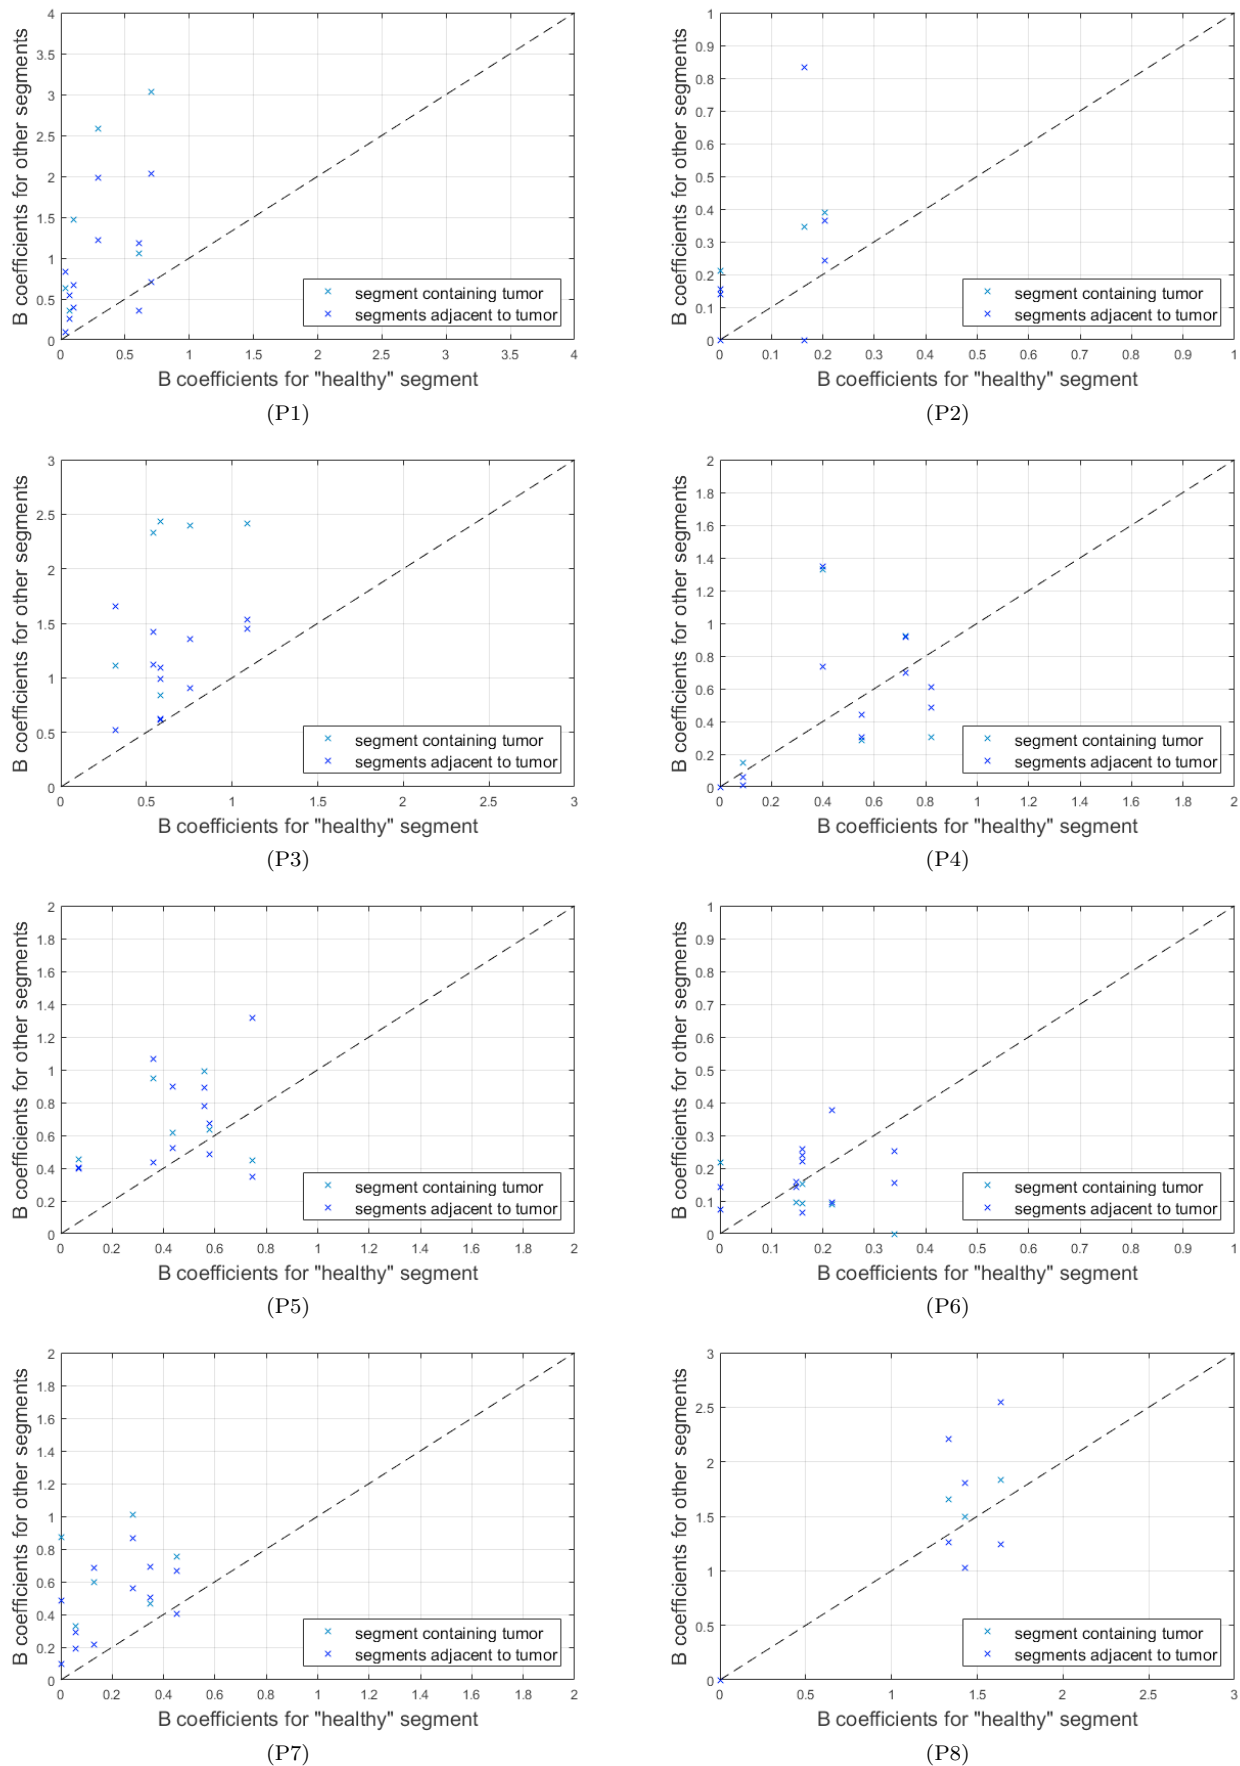 4
3.5
3
2.5
2
1.5
1
0.5
0
B coefficients for other segments
segment containing tumor
segments adjacent to tumor
0 0.5 1 1.5 2 2.5 3 3.5 4
B coefficients for "healthy" segment
(P1)
1
0.9
0.8
0.7
0.6
0.5
0.4
0.3
0.2
0.1
0
B coefficients for other segments
segment containing tumor
segments adjacent to tumor
0 0.1 0.2 0.3 0.4 0.5 0.6 0.7 0.8 0.9 1
B coefficients for "healthy" segment
(P2)
3
2.5
2
1.5
1
0.5
0
B coefficients for other segments
segment containing tumor
segments adjacent to tumor
0 0.5 1 1.5 2 2.5 3
B coefficients for "healthy" segment
(P3)
2
1.8
1.6
1.4
1.2
1
0.8
0.6
0.4
0.2
0
B coefficients for other segments
segment containing tumor
segments adjacent to tumor
0 0.2 0.4 0.6 0.8 1 1.2 1.4 1.6 1.8 2
B coefficients for "healthy" segment
(P4)
2
1.8
1.6
1.4
1.2
1
0.8
0.6
0.4
0.2
0
B coefficients for other segments
segment containing tumor
segments adjacent to tumor
0 0.2 0.4 0.6 0.8 1 1.2 1.4 1.6 1.8 2
B coefficients for "healthy" segment
(P5)
1
0.9
0.8
0.7
0.6
0.5
0.4
0.3
0.2
0.1
0
B coefficients for other segments
segment containing tumor
segments adjacent to tumor
0 0.1 0.2 0.3 0.4 0.5 0.6 0.7 0.8 0.9 1
B coefficients for "healthy" segment
(P6)
2
1.8
1.6
1.4
1.2
1
0.8
0.6
0.4
0.2
0
B coefficients for other segments
segment containing tumor
segments adjacent to tumor
0 0.2 0.4 0.6 0.8 1 1.2 1.4 1.6 1.8 2
B coefficients for "healthy" segment
(P7)
3
2.5
2
1.5
1
0.5
0
B coefficients for other segments
segment containing tumor
segments adjacent to tumor
0 0.5 1 1.5 2 2.5 3
B coefficients for "healthy" segment
(P8)